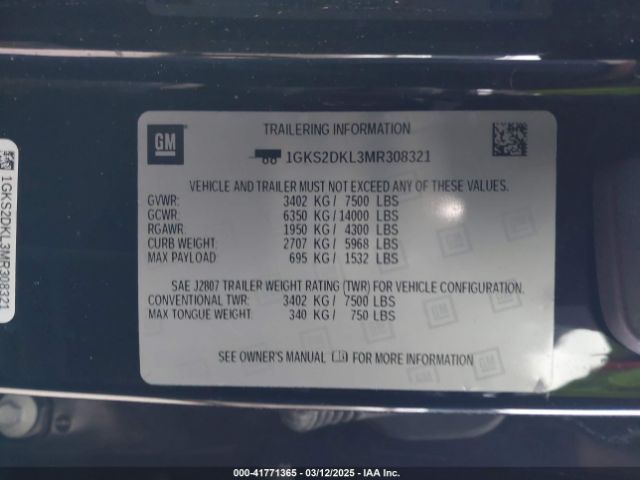 GM
TRAILERING INFORMATION
1GKS2DKL3MR308321
VEHICLE AND TRAILER MUST NOT EXCEED ANY OF THESE VALUES.
GVWR: 3402 KG/ 7500 LBS
GCWR: 6350 KG/ 14000 LBS
RGAWR: 1950 KG/ 4300 LBS
CURB WEIGHT: 2707 KG/ 5968 LBS
MAX PAYLOAD: 695 KG/ 1532 LBS
SAE J2807 TRAILER WEIGHT RATING (TWR) FOR VEHICLE CONFIGURATION.
CONVENTIONAL TWR: 3402 KG/ 7500 LBS
MAX TONGUE WEIGHT: 340 KG/ 750 LBS
SEE OWNER'S MANUAL FOR MORE INFORMATION
1GKS2DKL3MR308321
000-41771365 - 03/12/2025 - IAA Inc.